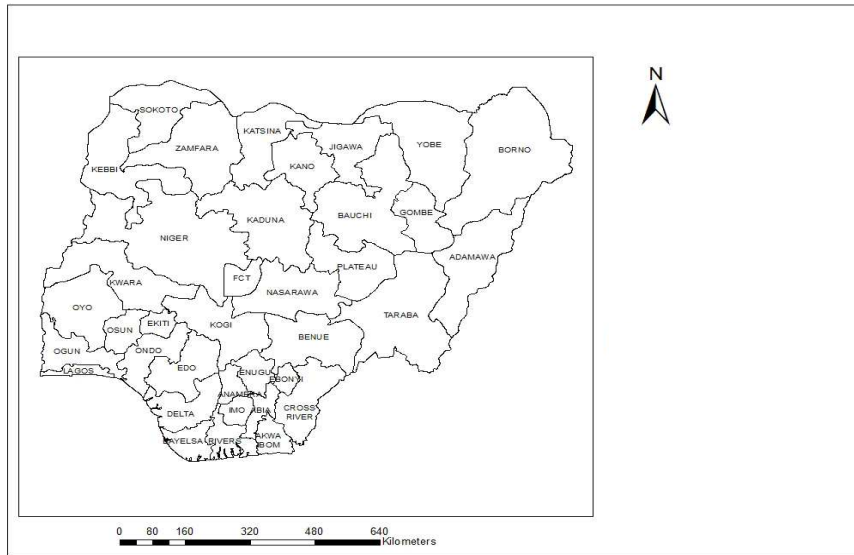 N
SOKOTO
ZAMFARA
KATSINA
JIGAWA
YOBE
BORNO
KEBBI
KANO
BAUCHI
GOMBE
KADUNA
NIGER
ADAMAWA
PLATEAU
FCT
KWARA
NASARAWA
OYO
TARABA
KOGI
EKITI
OSUN
BENUE
OGUN
ONDO
LAGOS
EDO
ENUGU
EBONYI
ANAMBRA
DELTA
IMO
ABIA
CROSS
RIVER
BAYELSA
RIVERS
AKWA
BOM
0 80 160 320 480 640
Kilometers